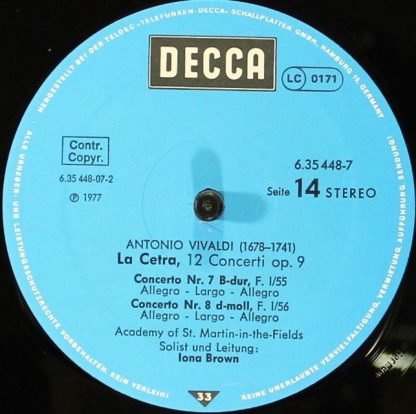 HERGESTELLT BEI DER TELDEC »TELEFUNKEN-DECCA« SCHALLPLATTEN GMBH, HAMBURG 19, GERMANY
DECCA
LC 0171
Contr.
Copyr.
6.35 448-7
6.35 448-07-2
Seite 14 STEREO
℗ 1977
ANTONIO VIVALDI (1678–1741)
La Cetra, 12 Concerti op. 9
Concerto Nr. 7 B-dur, F. I/55
Allegro - Largo - Allegro
Concerto Nr. 8 d-moll, F. I/56
Allegro - Largo - Allegro
Academy of St. Martin-in-the-Fields
Solist und Leitung:
Iona Brown
33
ALLE URHEBER- UND LEISTUNGSSCHUTZRECHTE VORBEHALTEN. KEIN VERLEIH!
KEINE UNERLAUBTE VERVIELFÄLTIGUNG, VERMIETUNG, AUFFÜHRUNG, SENDUNG!